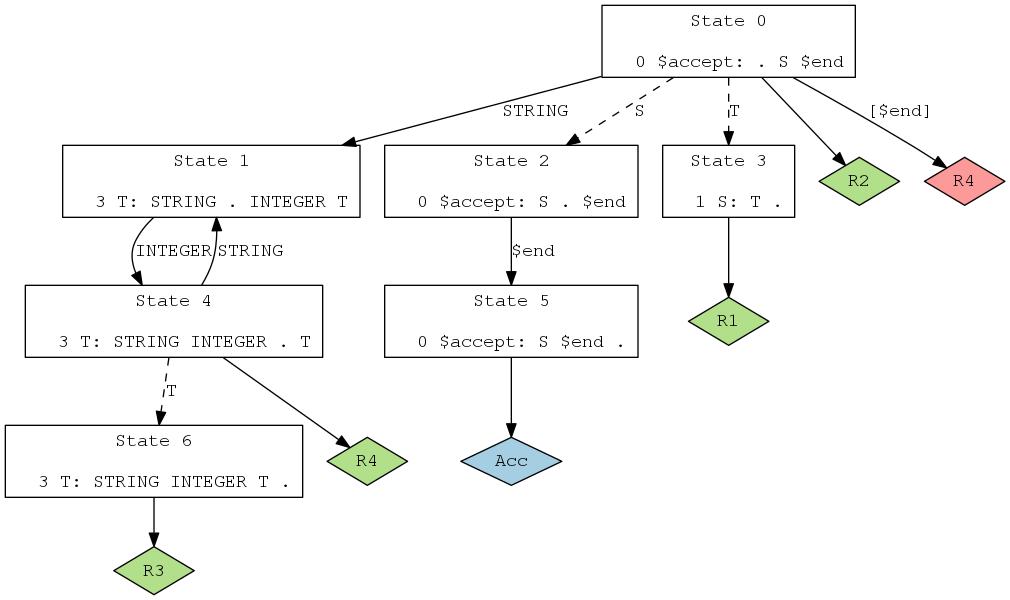 State 0
0 $accept: . S $end
STRING
S
T
[$end]
State 1
3 T: STRING . INTEGER T
State 2
0 $accept: S . $end
State 3
1 S: T .
R2
R4
INTEGER
STRING
$end
State 4
3 T: STRING INTEGER . T
State 5
0 $accept: S $end .
R1
T
State 6
3 T: STRING INTEGER T .
R4
Acc
R3